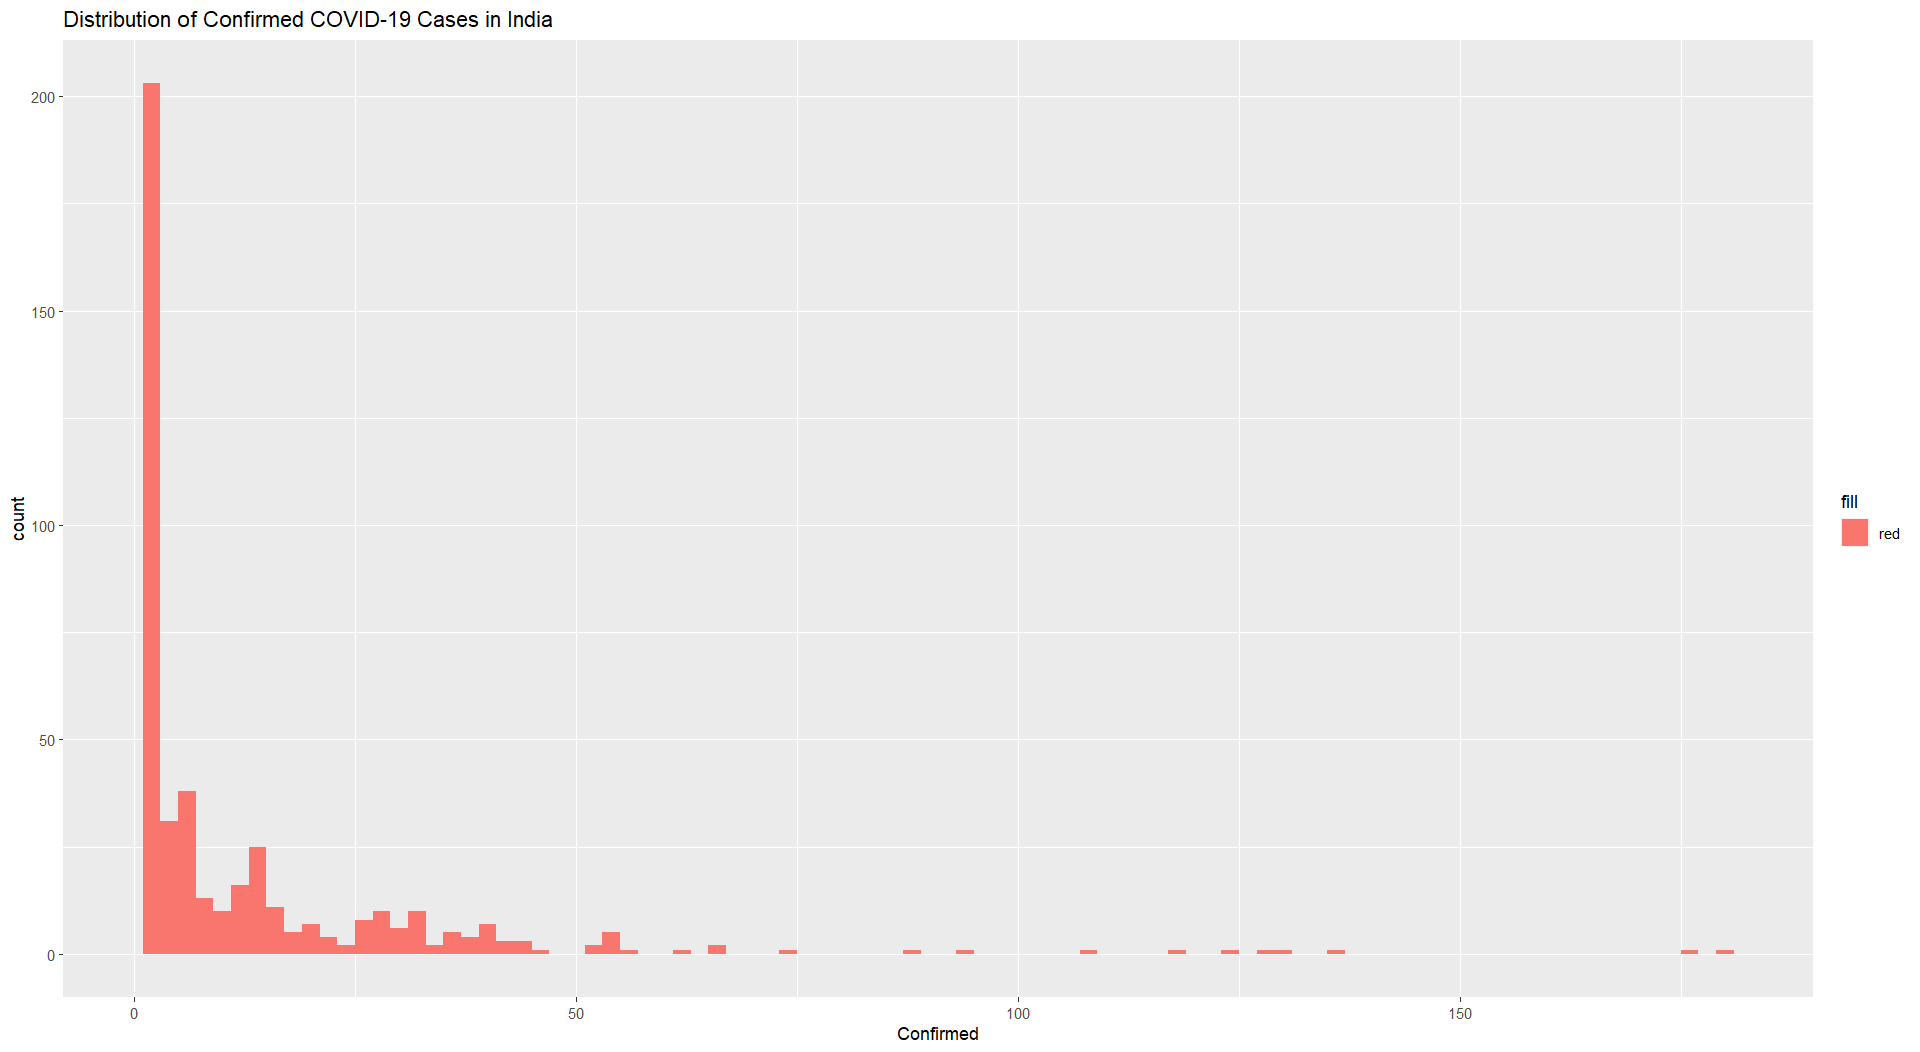 Distribution of Confirmed COVID-19 Cases in India
200
150
100
50
0
count
0 50 100 150
Confirmed
fill
red